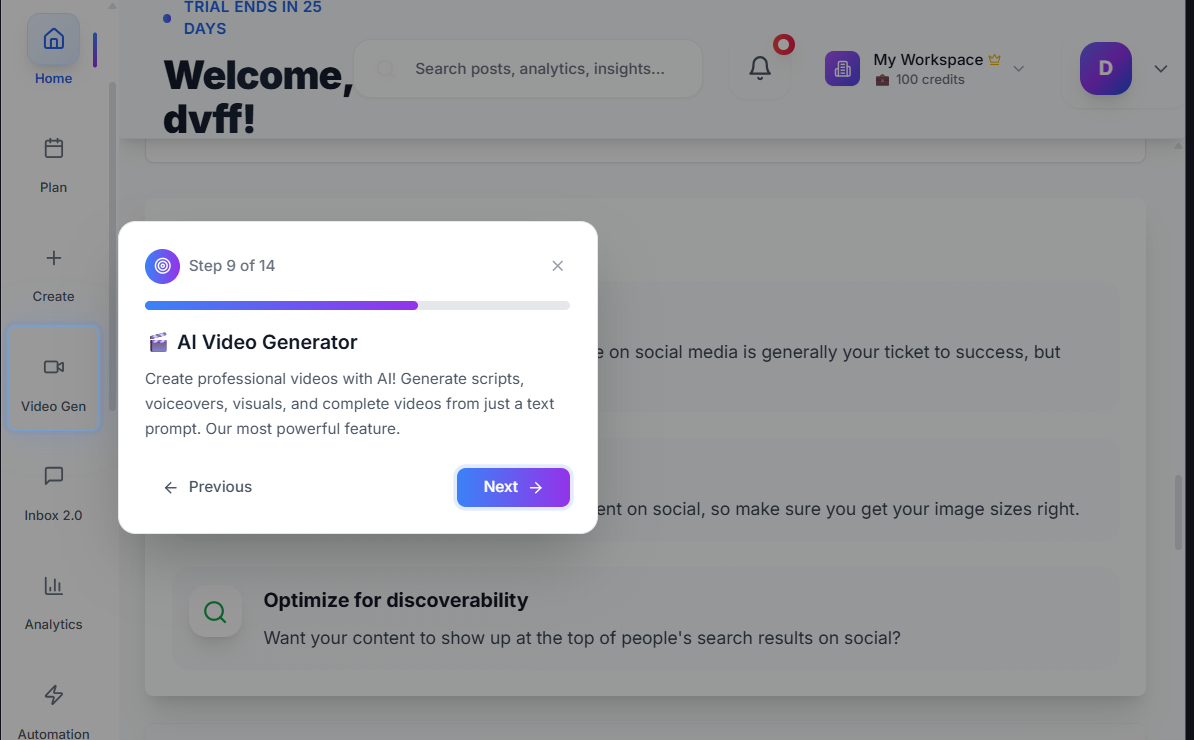 TRIAL ENDS IN 25
DAYS
Welcome,
dvff!
Search posts, analytics, insights...
My Workspace
100 credits
D
Home
Plan
Create
Video Gen
Inbox 2.0
Analytics
Automation
Step 9 of 14
AI Video Generator
Create professional videos with AI! Generate scripts,
voiceovers, visuals, and complete videos from just a text
prompt. Our most powerful feature.
Previous
Next
on social media is generally your ticket to success, but
on social, so make sure you get your image sizes right.
Optimize for discoverability
Want your content to show up at the top of people's search results on social?